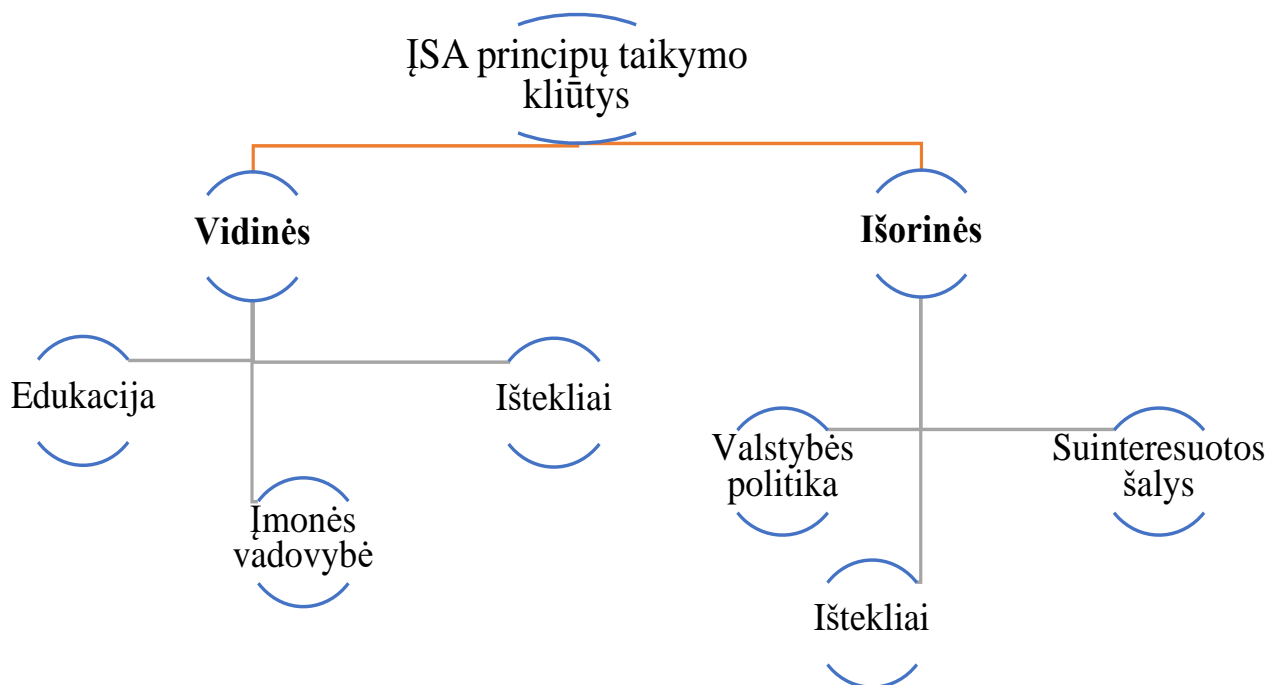 ĮSA principų taikymo
kliūtys
Vidinės
Išorinės
Edukacija
Ištekliai
Įmonės
vadovybė
Valstybės
politika
Suinteresuotos
šalys
Ištekliai